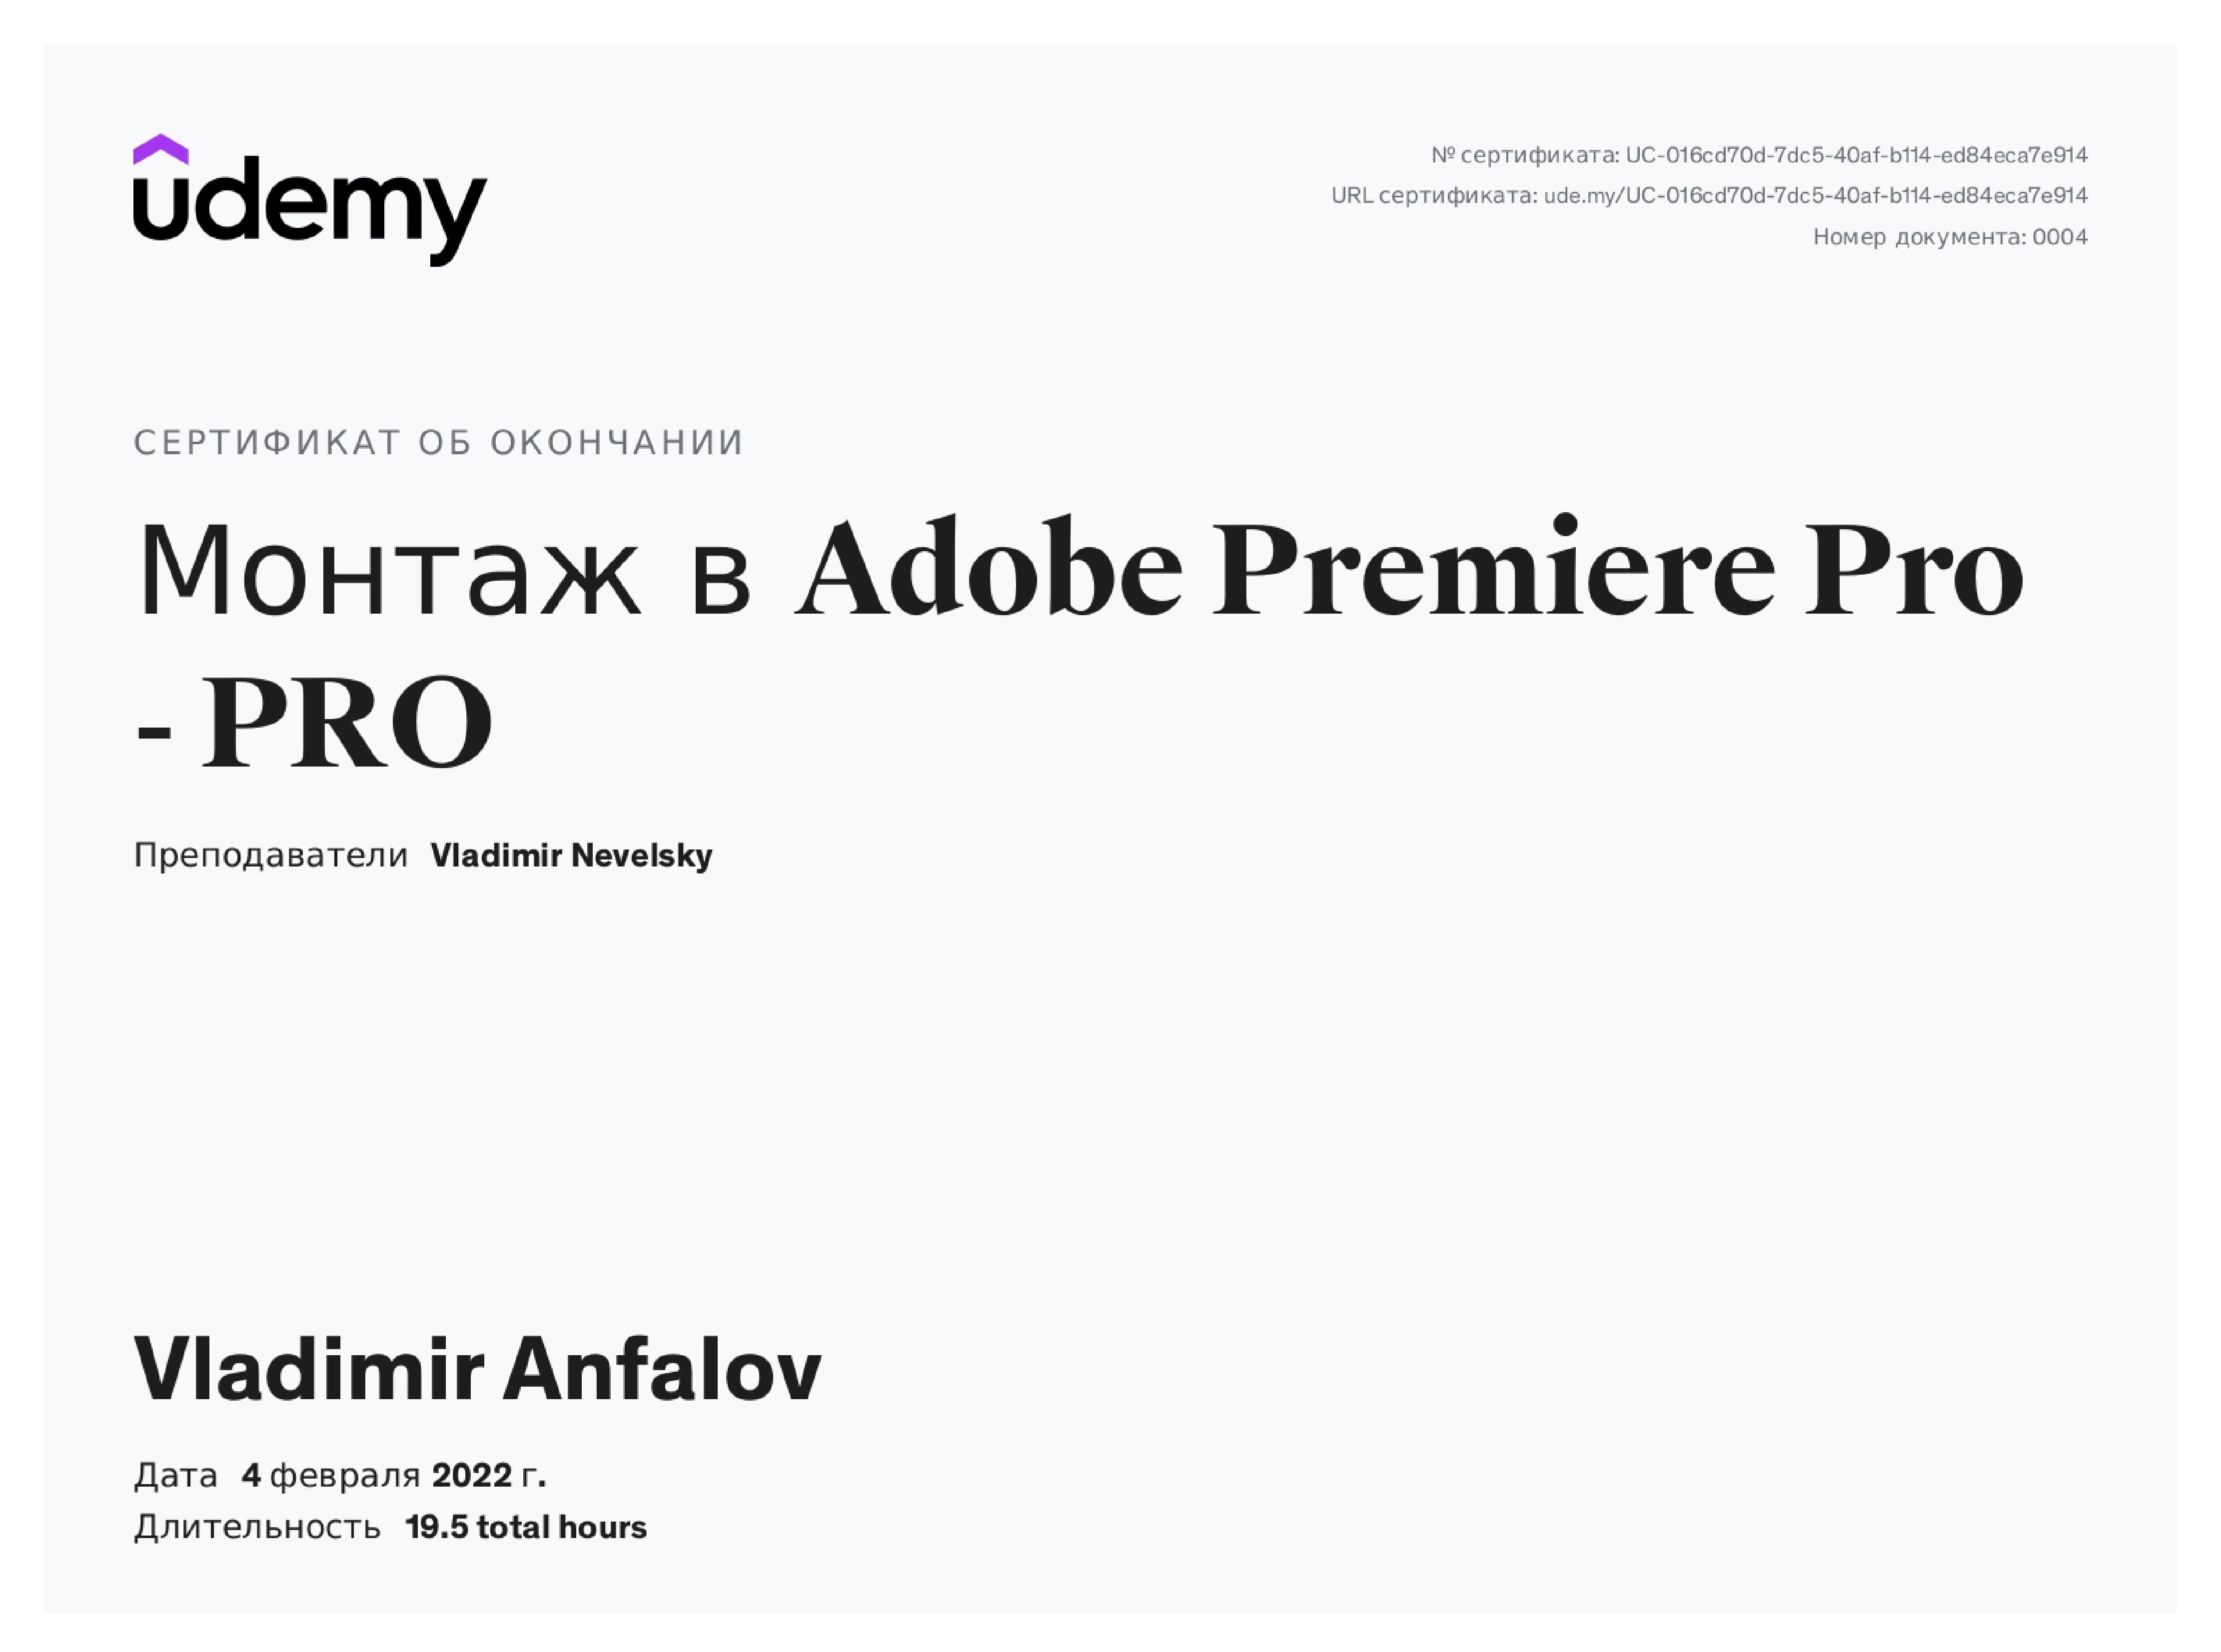 udemy
№ сертификата: UC-016cd70d-7dc5-40af-b114-ed84eca7e914
URL сертификата: ude.my/UC-016cd70d-7dc5-40af-b114-ed84eca7e914
Номер документа: 0004
СЕРТИФИКАТ ОБ ОКОНЧАНИИ
Монтаж в Adobe Premiere Pro
- PRO
Преподаватели Vladimir Nevelsky
Vladimir Anfalov
Дата 4 февраля 2022 г.
Длительность 19.5 total hours